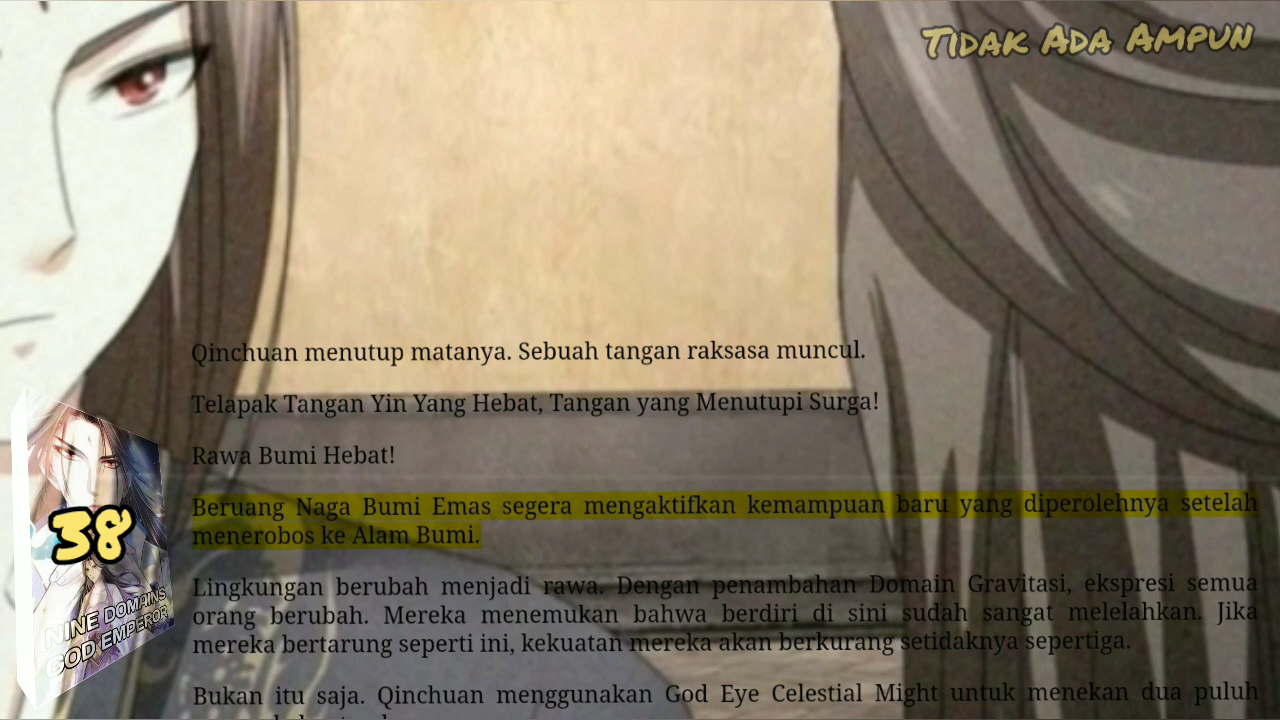 Tidak Ada Ampun
Qinchuan menutup matanya. Sebuah tangan raksasa muncul.
Telapak Tangan Yin Yang Hebat, Tangan yang Menutupi Surga!
Rawa Bumi Hebat!
Beruang Naga Bumi Emas segera mengaktifkan kemampuan baru yang diperolehnya setelah
menerobos ke Alam Bumi.
Lingkungan berubah menjadi rawa. Dengan penambahan Domain Gravitasi, ekspresi semua
orang berubah. Mereka menemukan bahwa berdiri di sini sudah sangat melelahkan. Jika
mereka bertarung seperti ini, kekuatan mereka akan berkurang setidaknya sepertiga.
Bukan itu saja. Qinchuan menggunakan God Eye Celestial Might untuk menekan dua puluh
38
NINE DOMAINS
GOD EMPEROR